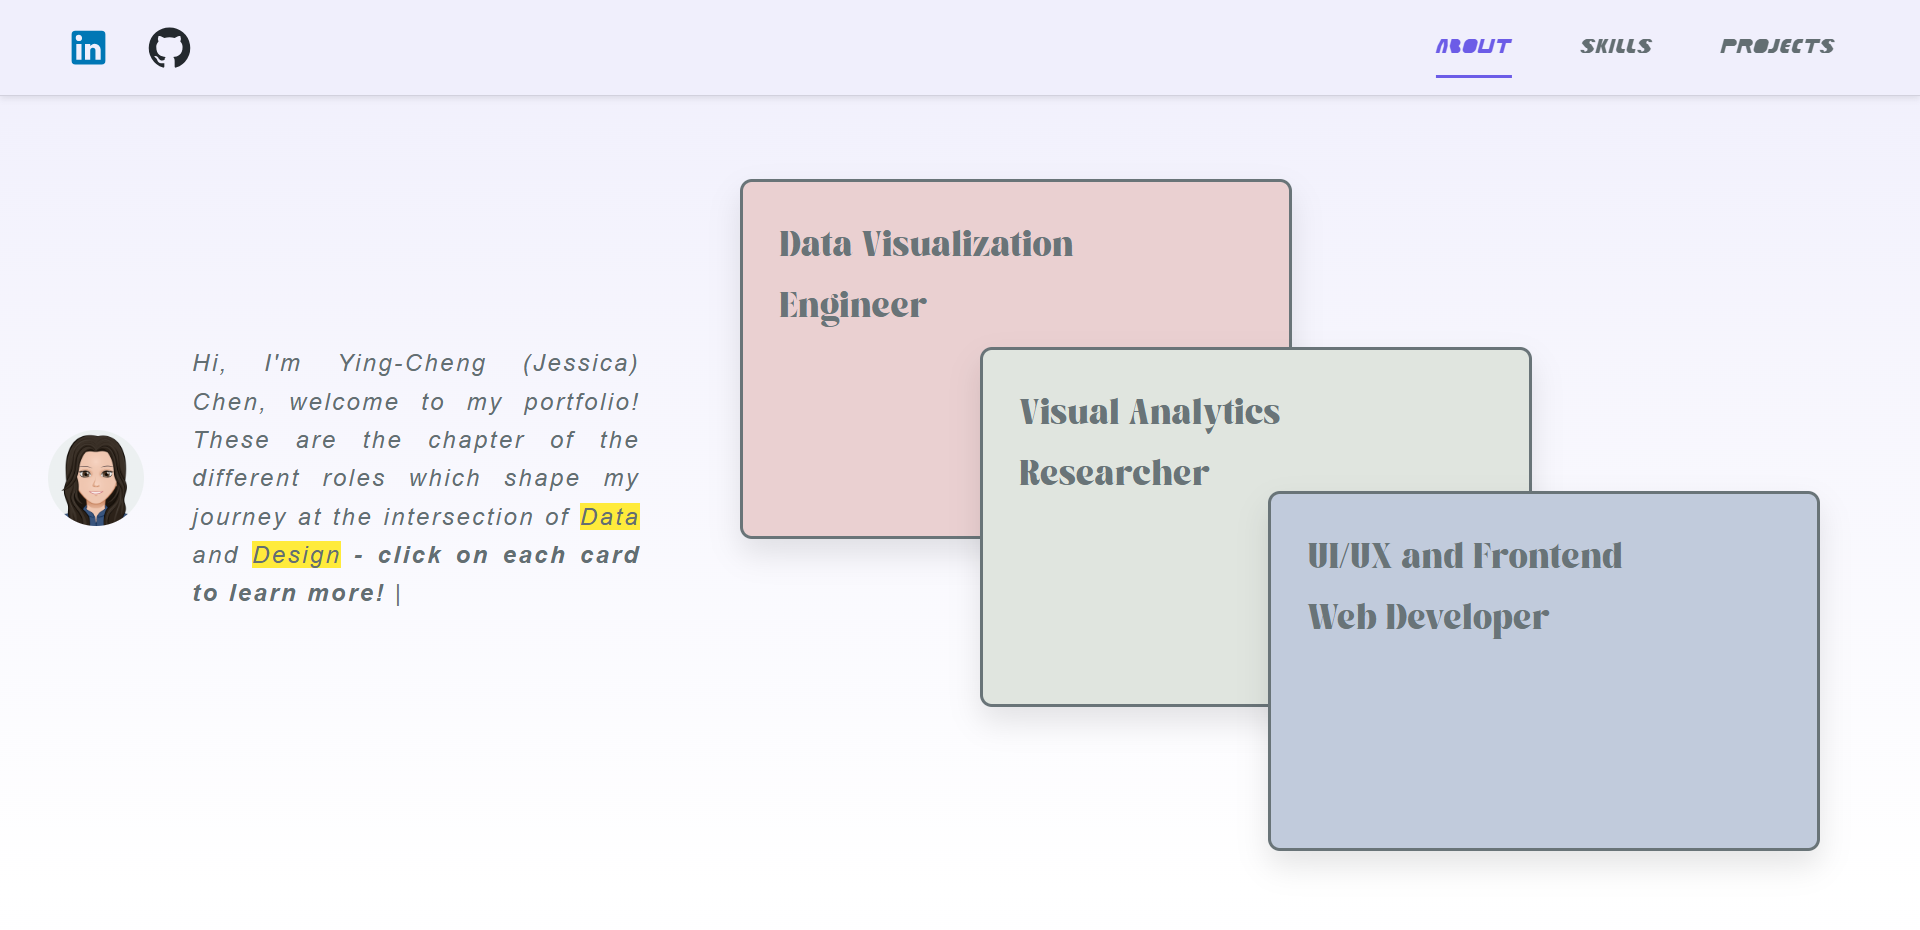 in
ABOUT
SKILLS
PROJECTS
Hi, I'm Ying-Cheng (Jessica)
Chen, welcome to my portfolio!
These are the chapter of the
different roles which shape my
journey at the intersection of Data
and Design - click on each card
to learn more! |
Data Visualization
Engineer
Visual Analytics
Researcher
UI/UX and Frontend
Web Developer